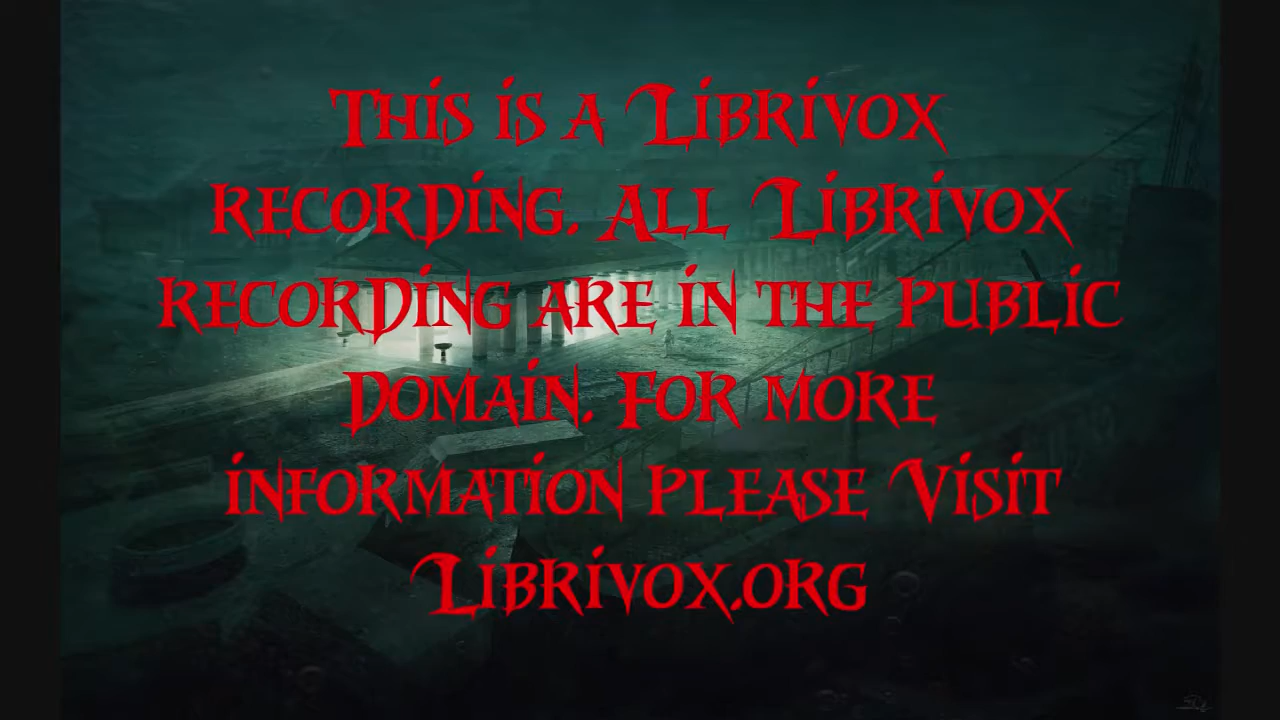 This is a Librivox
recording. All Librivox
recording are in the public
Domain. For more
information please Visit
Librivox.org